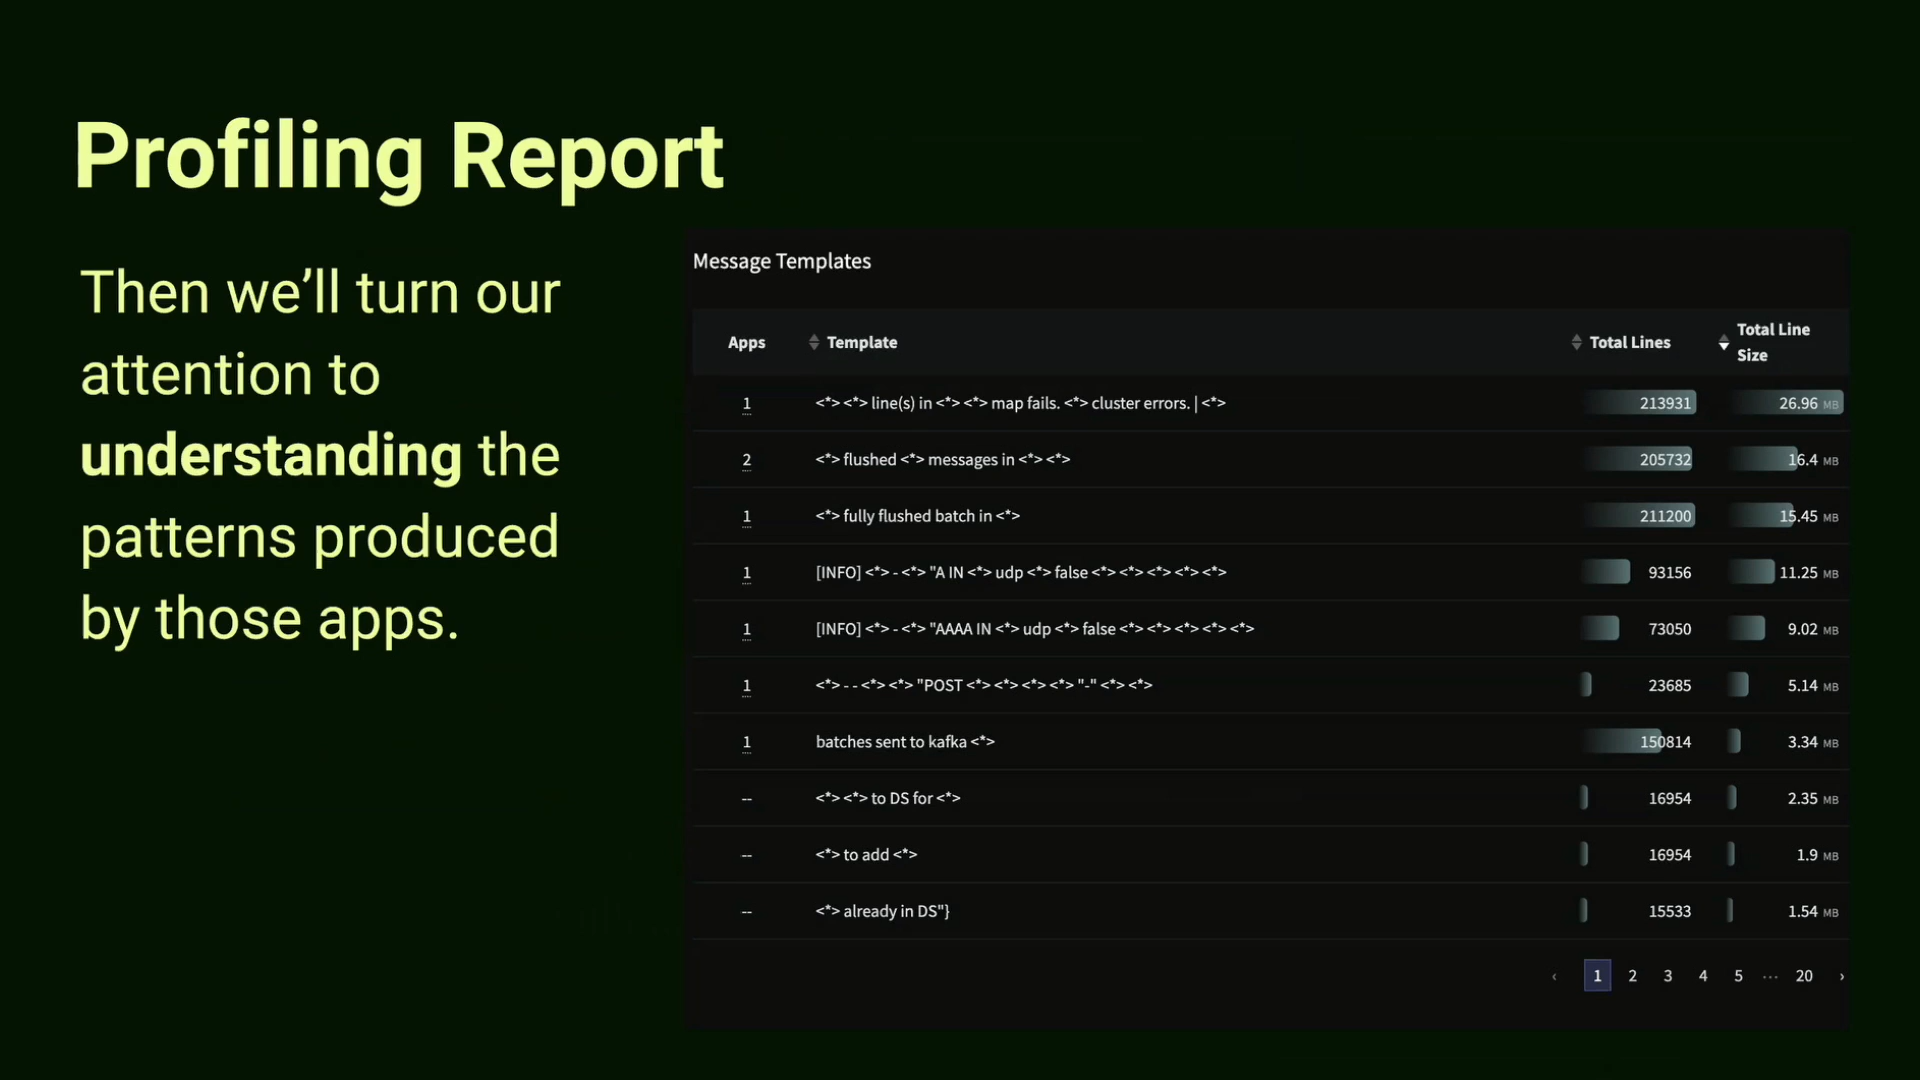 Profiling Report
Then we’ll turn our
attention to
understanding the
patterns produced
by those apps.
Message Templates
Apps Template Total Lines Total Line Size
1 <*> <*> line(s) in <*> <*> map fails. <*> cluster errors. | <*> 213931 26.96 MB
2 <*> flushed <*> messages in <*> <*> 205732 16.4 MB
1 <*> fully flushed batch in <*> 211200 15.45 MB
1 [INFO] <*> - <*> "A IN <*> udp <*> false <*> <*> <*> <*> <*> 93156 11.25 MB
1 [INFO] <*> - <*> "AAAA IN <*> udp <*> false <*> <*> <*> <*> <*> 73050 9.02 MB
1 <*> - - <*> <*> "POST <*> <*> <*> <*> "-" <*> <*> 23685 5.14 MB
1 batches sent to kafka <*> 150814 3.34 MB
-- <*> <*> to DS for <*> 16954 2.35 MB
-- <*> to add <*> 16954 1.9 MB
-- <*> already in DS"} 15533 1.54 MB
‹ 1 2 3 4 5 ··· 20 ›